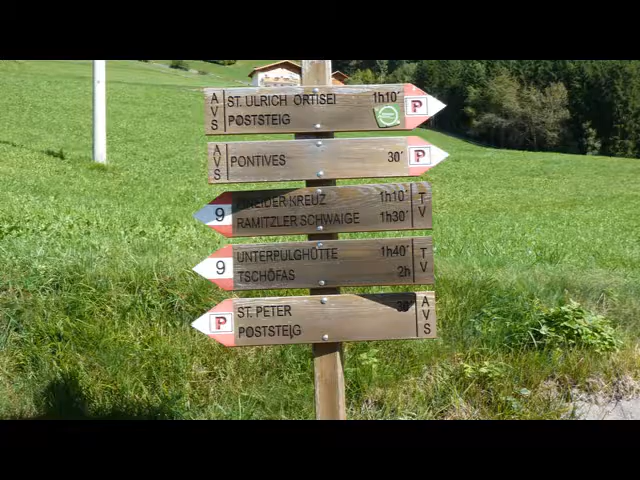 AVS
ST. ULRICH ORTISEI 1h10´
POSTSTEIG
P
AVS
PONTIVES 30´
P
9
KREUZ 1h10´
RAMITZLER SCHWAIGE 1h30´
TV
9
UNTERPULGHÜTTE 1h40´
TSCHÖFAS 2h
TV
P
ST. PETER 30´
POSTSTEIG
AVS